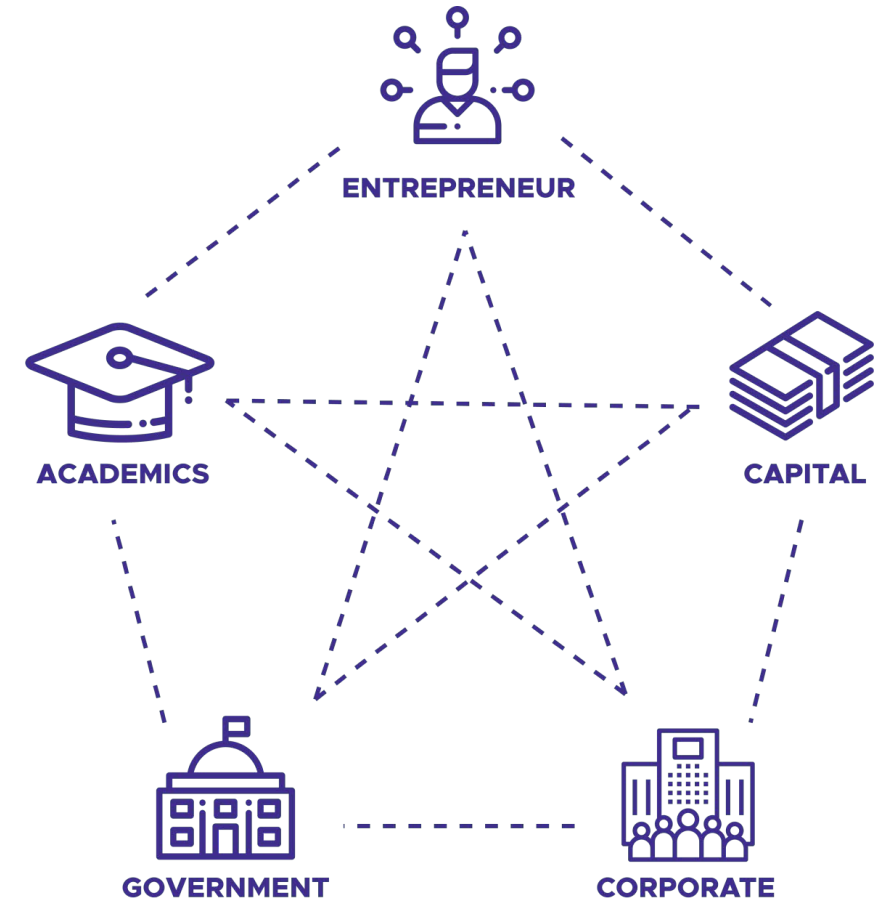 ENTREPRENEUR
ACADEMICS
CAPITAL
GOVERNMENT
CORPORATE